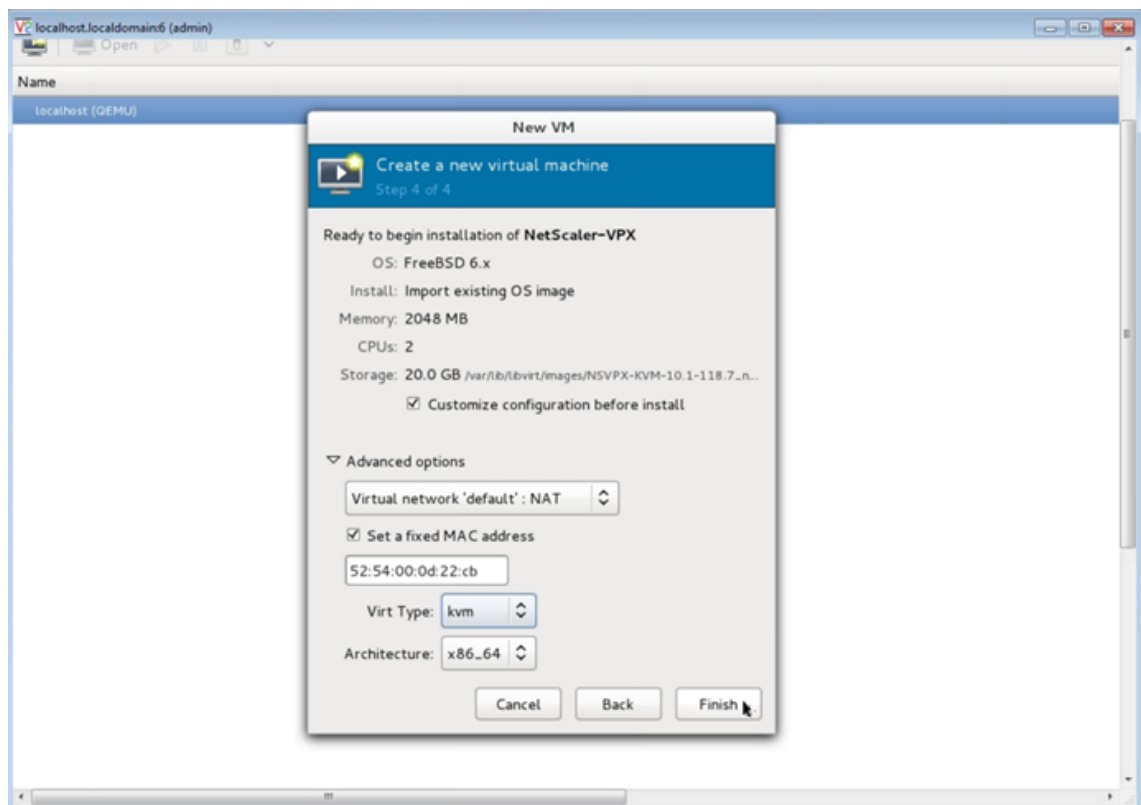 localhost.localdomain:6 (admin)
Open
Name
localhost (QEMU)
New VM
Create a new virtual machine
Step 4 of 4
Ready to begin installation of NetScaler-VPX
OS: FreeBSD 6.x
Install: Import existing OS image
Memory: 2048 MB
CPUs: 2
Storage: 20.0 GB /var/lib/libvirt/images/NSVPX-KVM-10.1-118.7_n...
Customize configuration before install
Advanced options
Virtual network 'default' : NAT
Set a fixed MAC address
52:54:00:0d:22:cb
Virt Type: kvm
Architecture: x86_64
Cancel Back Finish